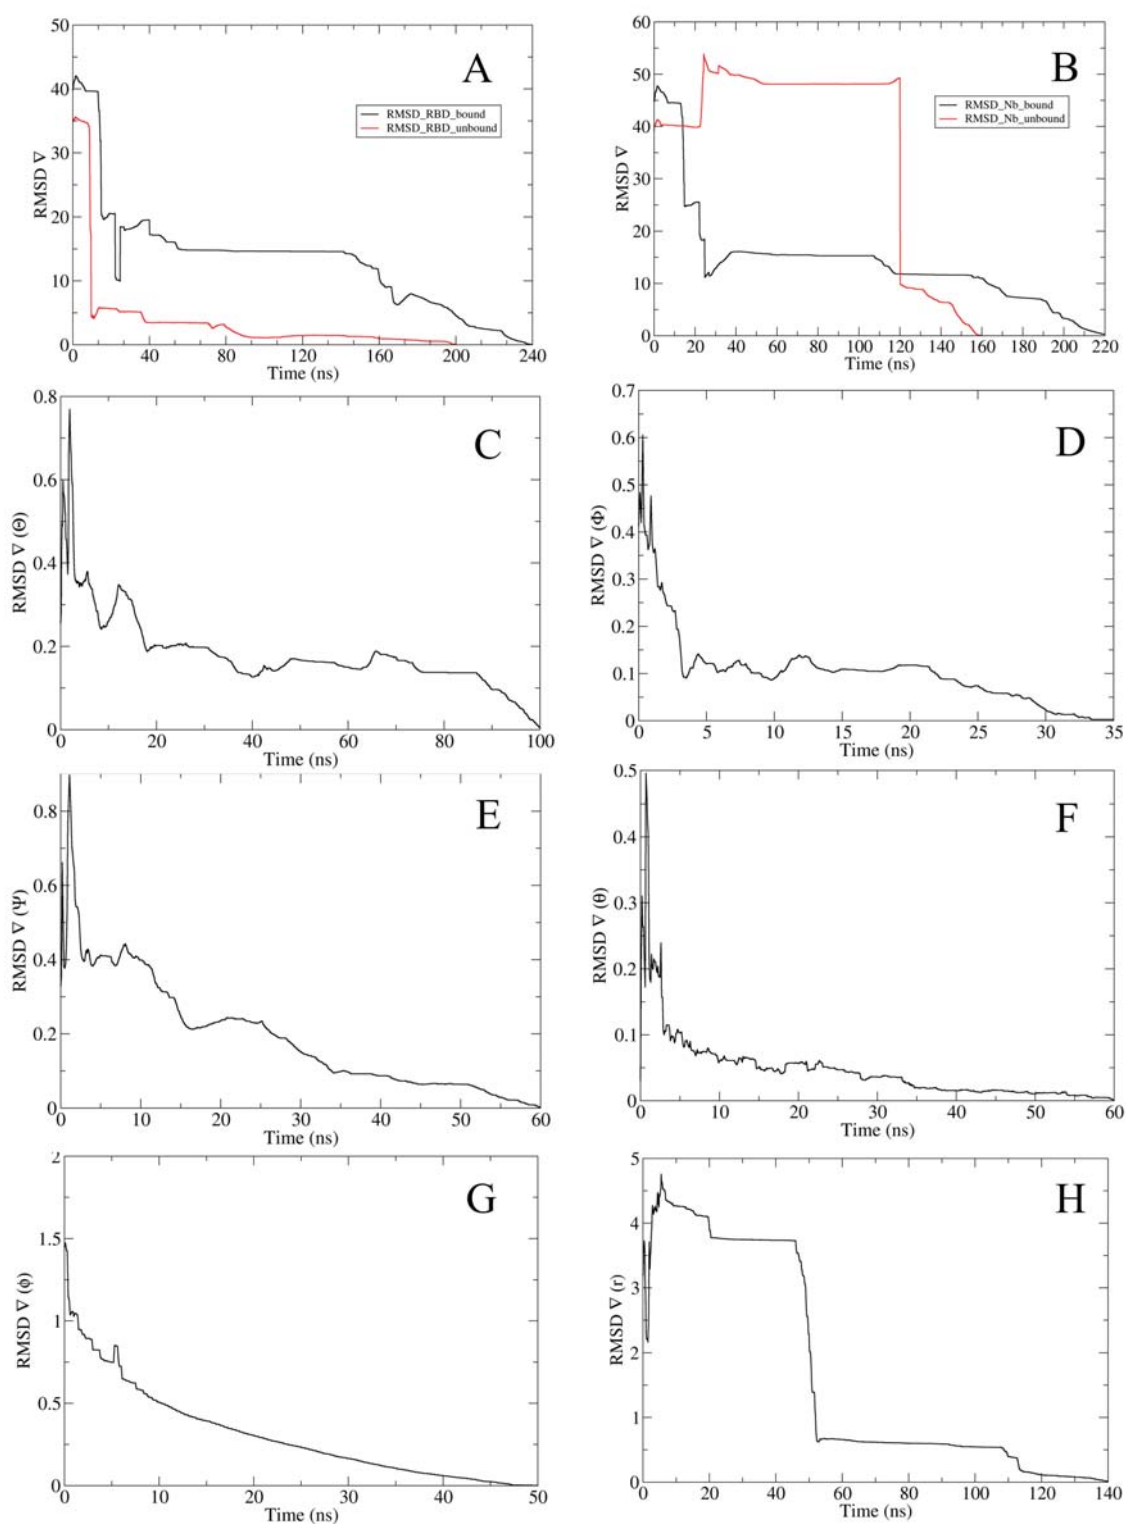 50
40
30
20
10
0
RMSD ∇
A
RMSD_RBD_bound
RMSD_RBD_unbound
0 40 80 120 160 200 240
Time (ns)
60
50
40
30
20
10
0
RMSD ∇
B
RMSD_Nb_bound
RMSD_Nb_unbound
0 20 40 60 80 100 120 140 160 180 200 220
Time (ns)
0.8
0.6
0.4
0.2
0
RMSD ∇ (Θ)
C
0 20 40 60 80 100
Time (ns)
0.7
0.6
0.5
0.4
0.3
0.2
0.1
0
RMSD ∇ (Φ)
D
0 5 10 15 20 25 30 35
Time (ns)
0.8
0.6
0.4
0.2
0
RMSD ∇ (Ψ)
E
0 10 20 30 40 50 60
Time (ns)
0.5
0.4
0.3
0.2
0.1
0
RMSD ∇ (θ)
F
0 10 20 30 40 50 60
Time (ns)
2
1.5
1
0.5
0
RMSD ∇ (ϕ)
G
0 10 20 30 40 50
Time (ns)
5
4
3
2
1
0
RMSD ∇ (r)
H
0 20 40 60 80 100 120 140
Time (ns)